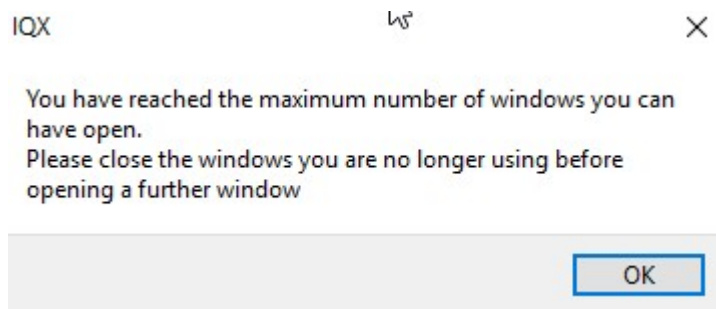 IQX
You have reached the maximum number of windows you can
have open.
Please close the windows you are no longer using before
opening a further window
OK